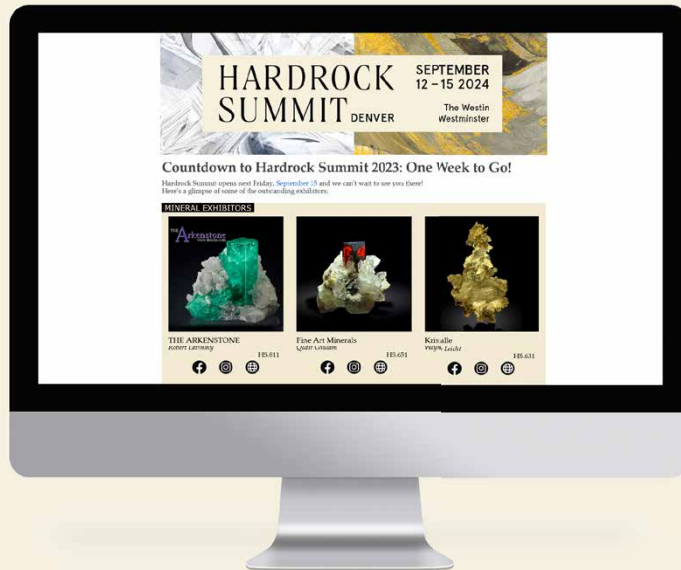 HARDROCK
SUMMIT DENVER
SEPTEMBER
12 – 15 2024
The Westin
Westminster
Countdown to Hardrock Summit 2023: One Week to Go!
Hardrock Summit opens next Friday, September 15 and we can't wait to see you there!
Here's a glimpse of some of the outstanding exhibitors:
MINERAL EXHIBITORS
THE Arkenstone
THE ARKENSTONE
Robert Lavinsky
HS.811
Fine Art Minerals
HS.651
Kristalle
Wayne Leicht
HS.631